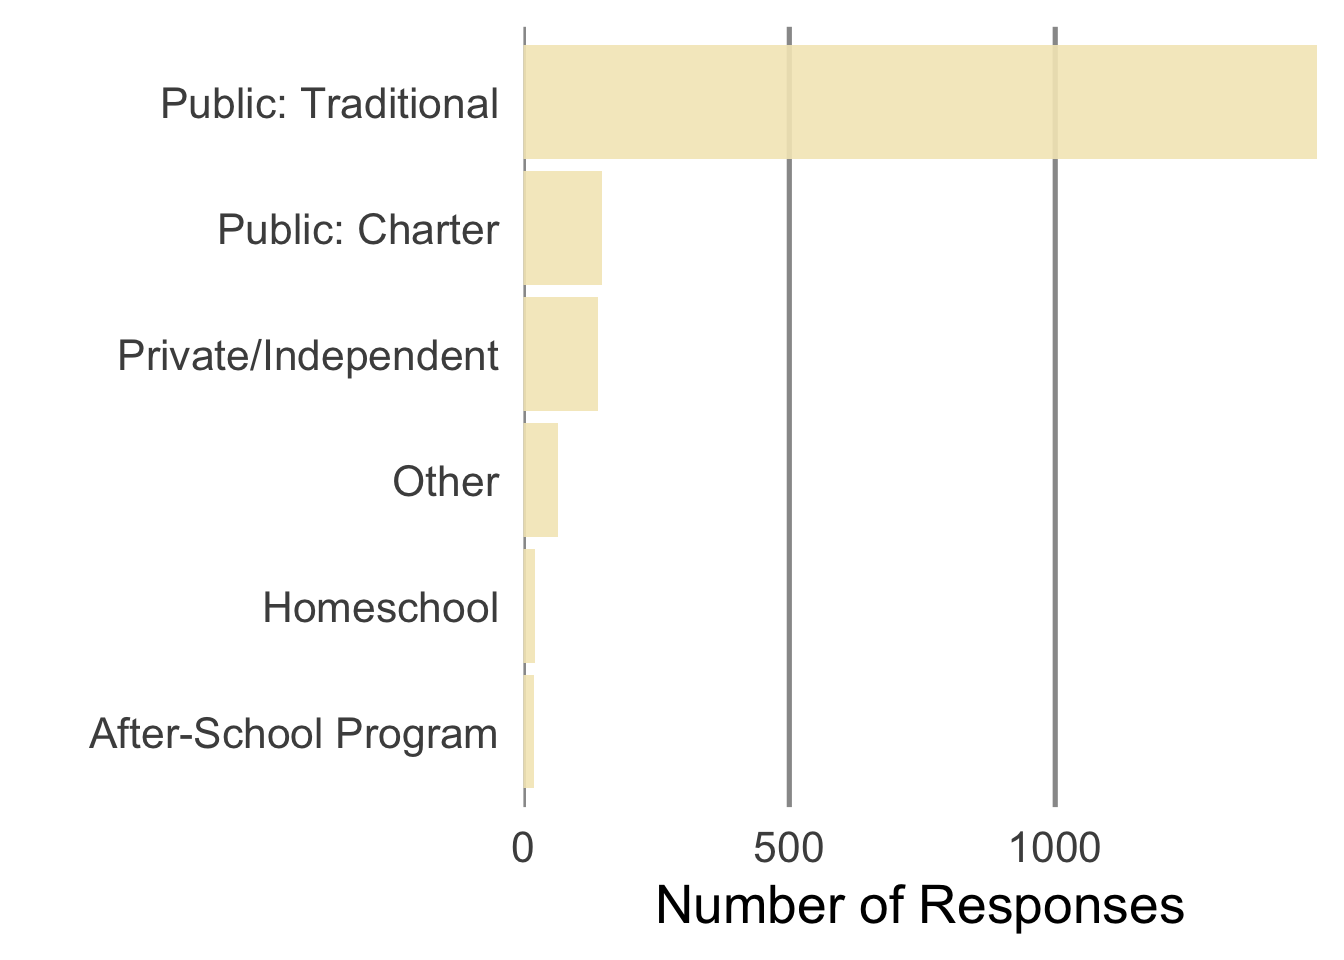 Public: Traditional
Public: Charter
Private/Independent
Other
Homeschool
After-School Program
0 500 1000
Number of Responses